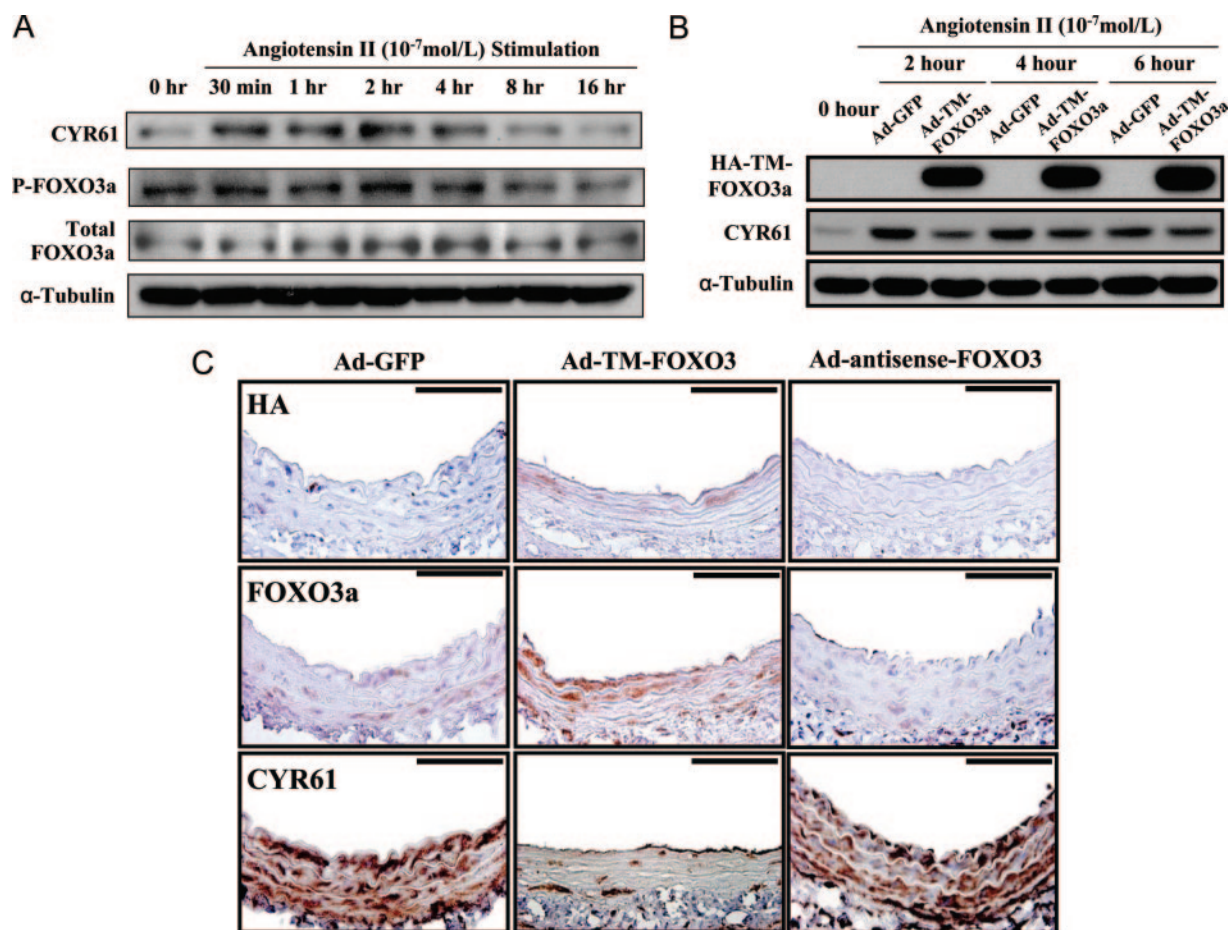 A
Angiotensin II (10⁻⁷mol/L) Stimulation
0 hr 30 min 1 hr 2 hr 4 hr 8 hr 16 hr
CYR61
P-FOXO3a
Total
FOXO3a
α-Tubulin
B
Angiotensin II (10⁻⁷mol/L)
2 hour 4 hour 6 hour
0 hour Ad-GFP Ad-TM-FOXO3a Ad-GFP Ad-TM-FOXO3a Ad-GFP Ad-TM-FOXO3a
HA-TM-
FOXO3a
CYR61
α-Tubulin
C
Ad-GFP Ad-TM-FOXO3 Ad-antisense-FOXO3
HA
FOXO3a
CYR61